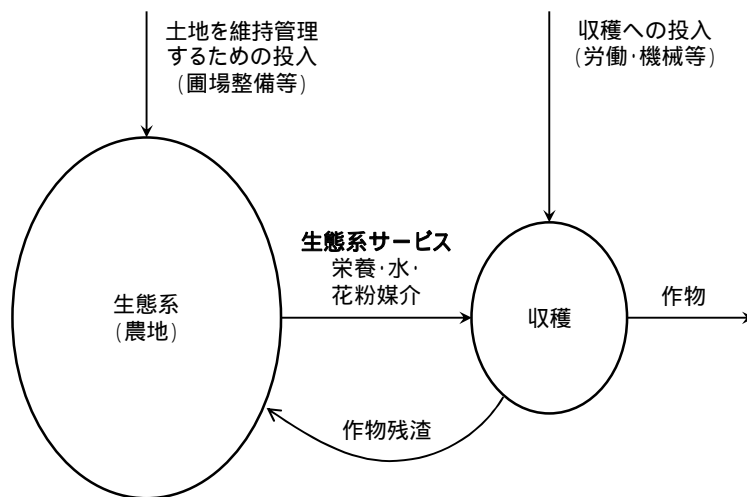 土地を維持管理
するための投入
(圃場整備等)
収穫への投入
(労働･機械等)
生態系サービス
栄養･水･
花粉媒介
生態系
(農地)
収穫
作物
作物残渣